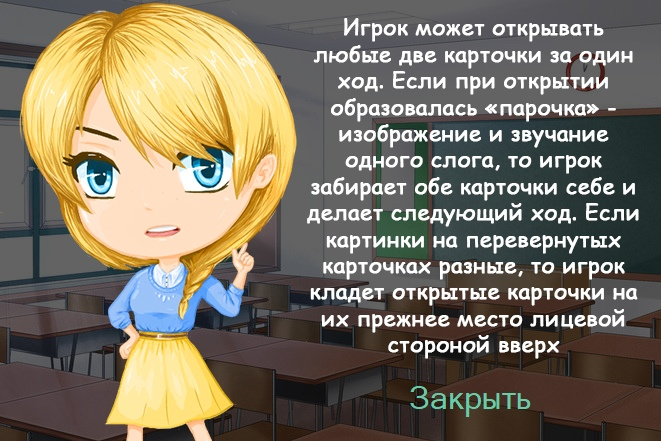 Игрок может открывать
любые две карточки за один
ход. Если при открытии
образовалась «парочка» -
изображение и звучание
одного слога, то игрок
забирает обе карточки себе и
делает следующий ход. Если
картинки на перевернутых
карточках разные, то игрок
кладет открытые карточки на
их прежнее место лицевой
стороной вверх
Закрыть